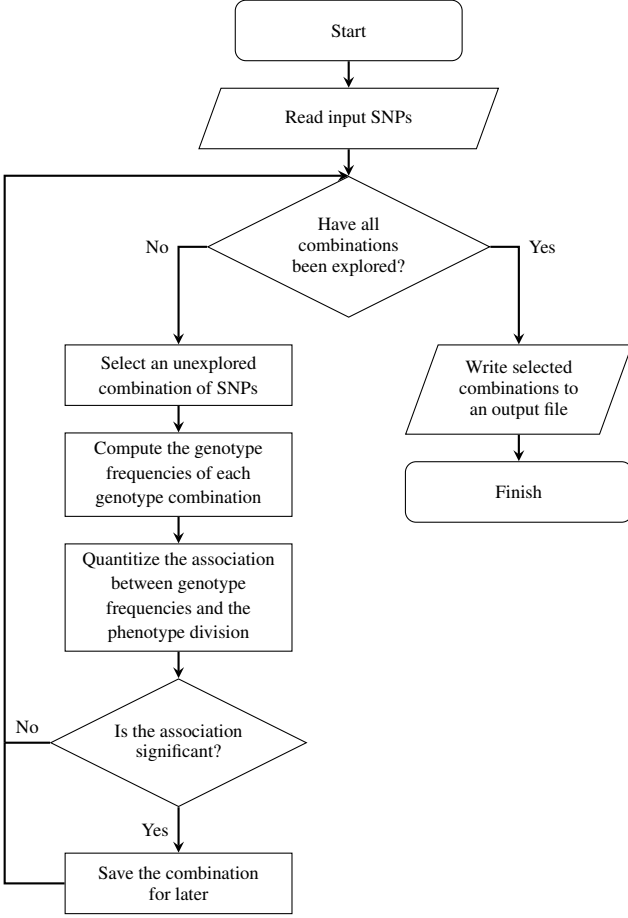 Start
Read input SNPs
Have all
combinations
been explored?
No
Yes
Select an unexplored
combination of SNPs
Write selected
combinations to
an output file
Compute the genotype
frequencies of each
genotype combination
Finish
Quantitize the association
between genotype
frequencies and the
phenotype division
No
Is the association
significant?
Yes
Save the combination
for later